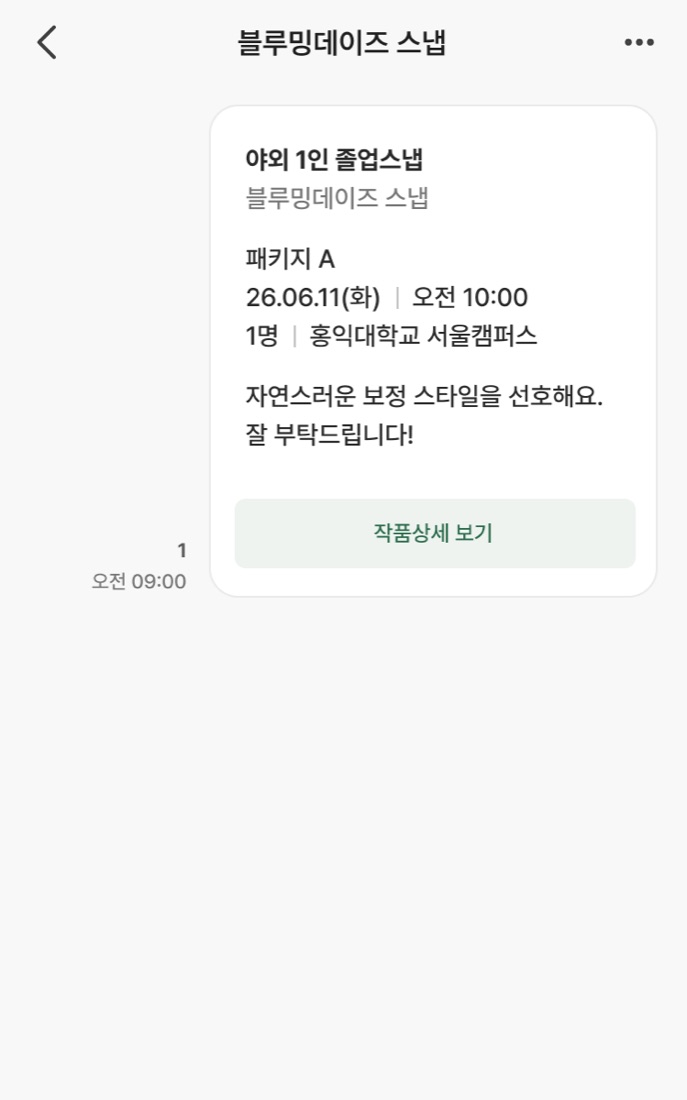 블루밍데이즈 스냅
야외 1인 졸업스냅
블루밍데이즈 스냅
패키지 A
26.06.11(화) | 오전 10:00
1명 | 홍익대학교 서울캠퍼스
자연스러운 보정 스타일을 선호해요.
잘 부탁드립니다!
작품상세 보기
1
오전 09:00